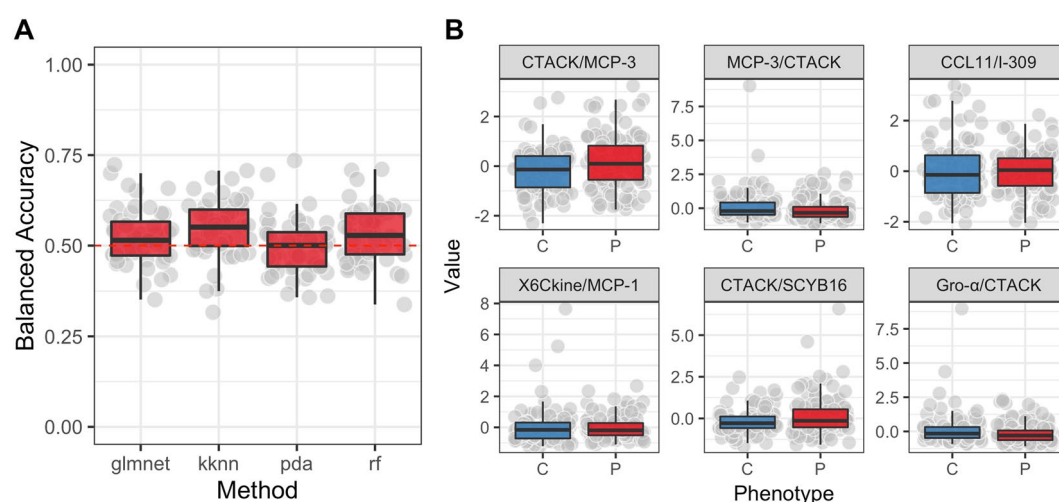 A
1.00
0.75
0.50
0.25
0.00
Balanced Accuracy
glmnet kknn pda rf
Method
B
Value
CTACK/MCP-3
2
0
-2
C P
MCP-3/CTACK
7.5
5.0
2.5
0.0
C P
CCL11/I-309
2
0
-2
C P
X6Ckine/MCP-1
8
6
4
2
0
C P
CTACK/SCYB16
5.0
2.5
0.0
C P
Gro-α/CTACK
7.5
5.0
2.5
0.0
C P
Phenotype